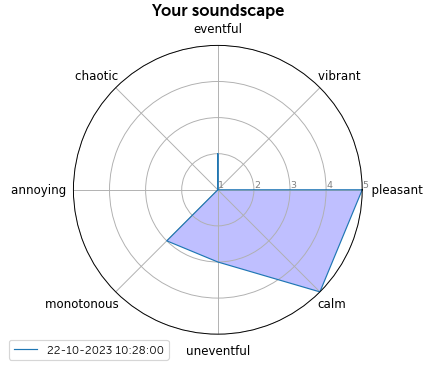 Your soundscape
eventful
chaotic
vibrant
annoying
1
2
3
4
5
pleasant
monotonous
calm
uneventful
22-10-2023 10:28:00